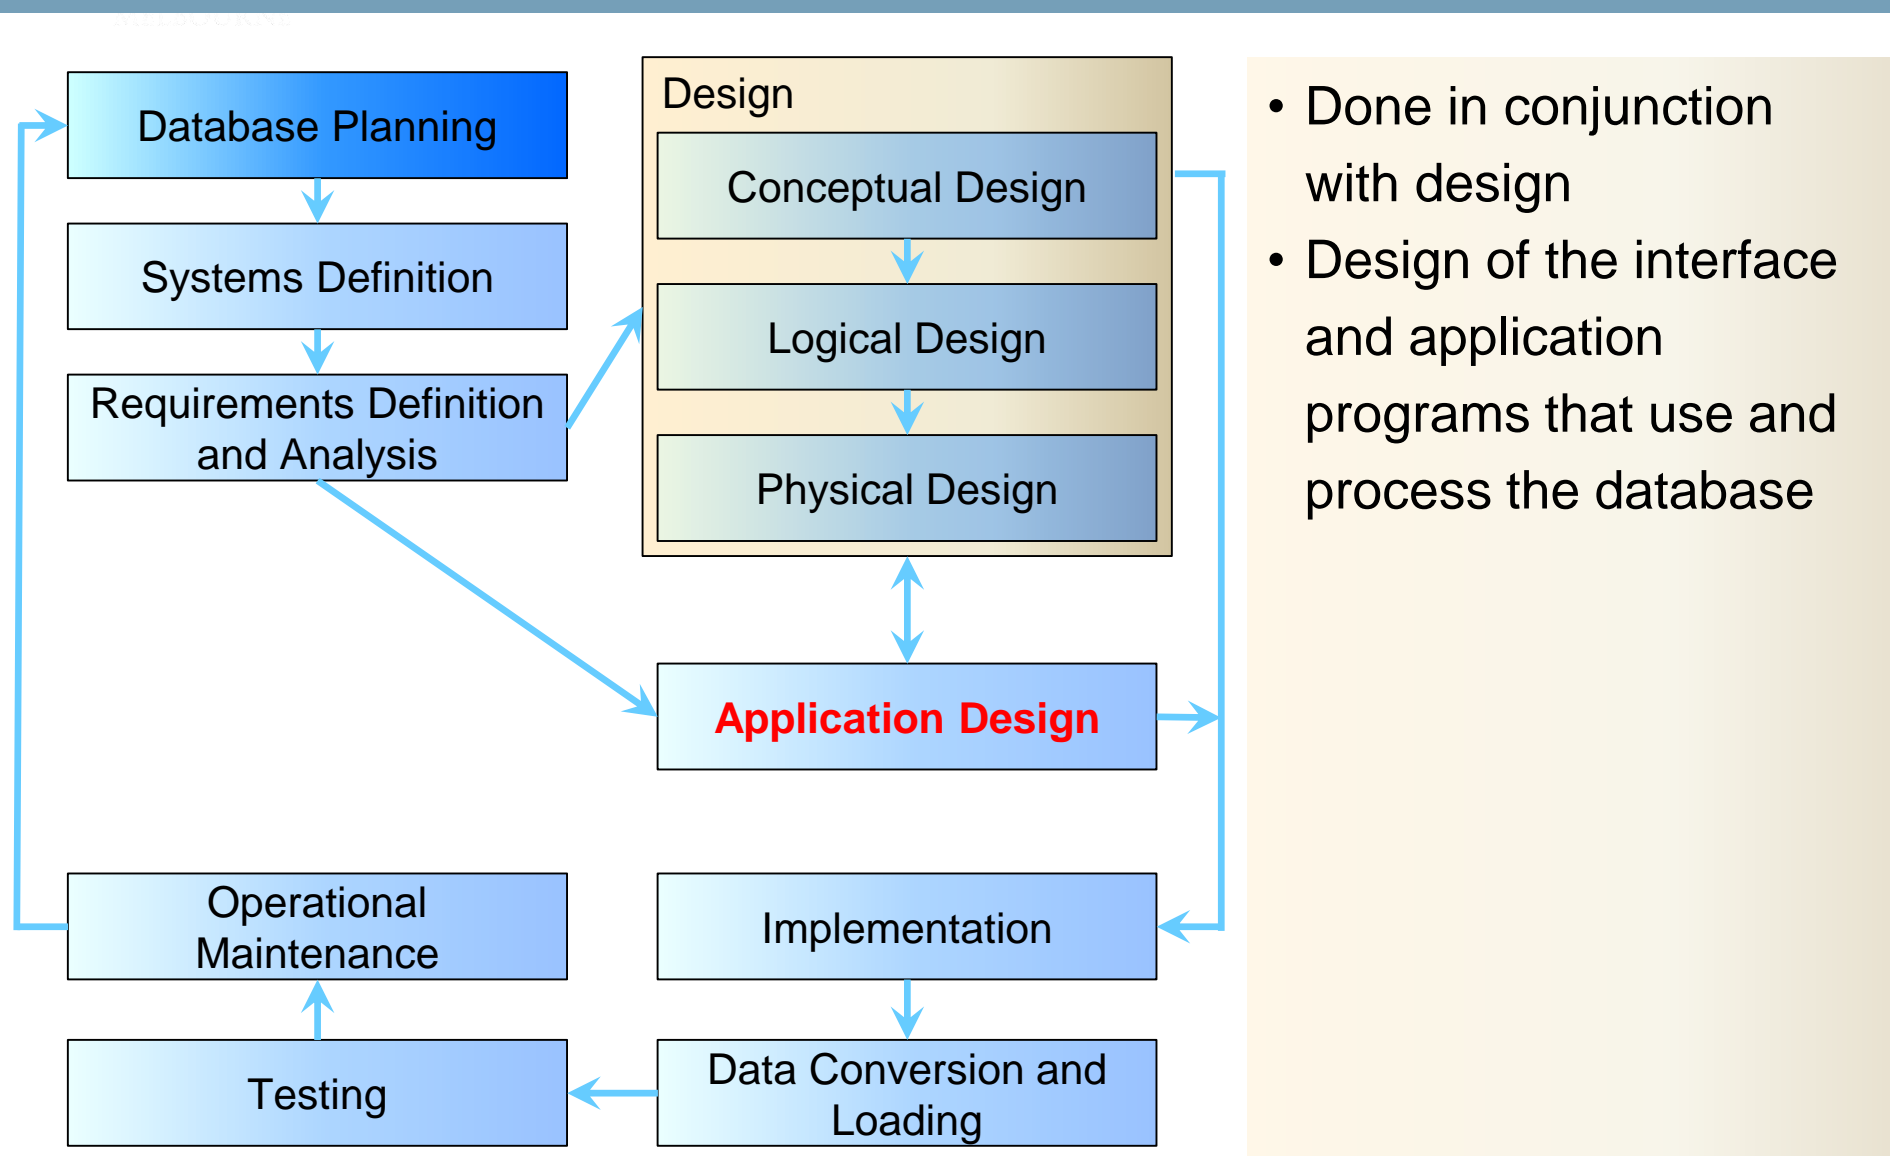 Database Planning
Systems Definition
Requirements Definition
and Analysis
Design
Conceptual Design
Logical Design
Physical Design
Application Design
Operational
Maintenance
Implementation
Testing
Data Conversion and
Loading
• Done in conjunction
with design
• Design of the interface
and application
programs that use and
process the database